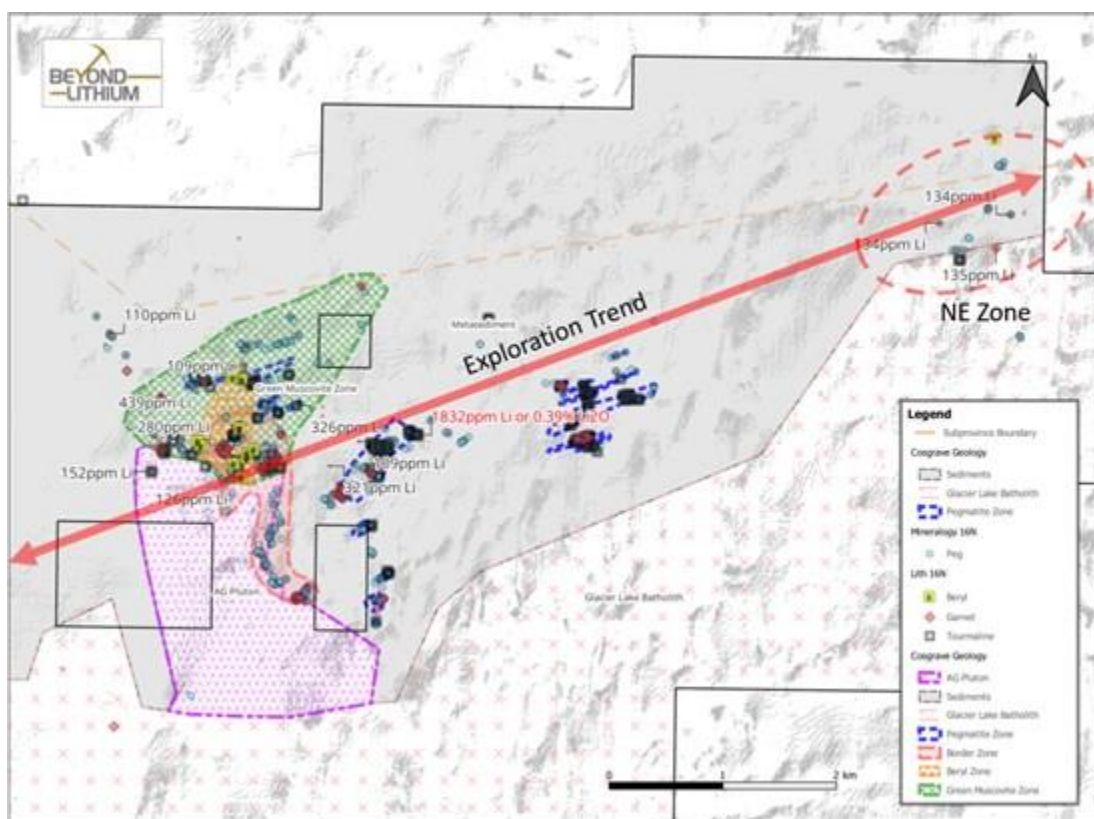 BEYOND
LITHIUM
N
134ppm Li
134ppm Li
135ppm Li
NE Zone
Exploration Trend
Metasediment
110ppm Li
109ppm Li
Green Muscovite Zone
439ppm Li
280ppm Li
326ppm Li
1832ppm Li or 0.39% Li2O
152ppm Li
321ppm Li
126ppm Li
AG Pluton
Glacier Lake Batholith
Legend
Subprovince Boundary
Cosgrave Geology
Sediments
Glacier Lake Batholith
Pegmatite Zone
Mineralogy 16N
Peg
Lith 16N
Beryl
Garnet
Tourmaline
Cosgrave Geology
AG Pluton
Sediments
Glacier Lake Batholith
Pegmatite Zone
Border Zone
Beryl Zone
Green Muscovite Zone
0 1 2 km